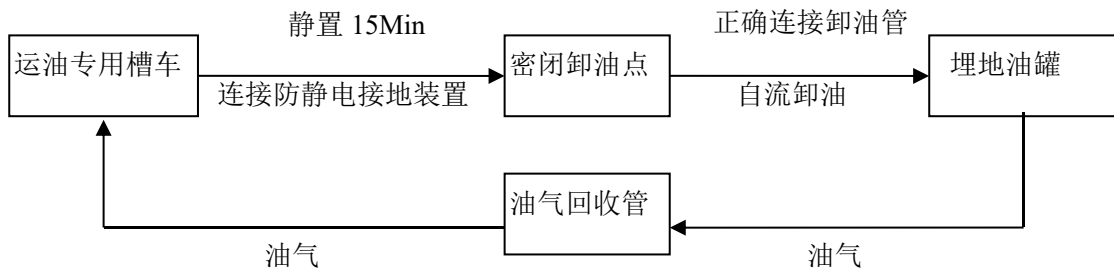 静置 15Min
正确连接卸油管
运油专用槽车
密闭卸油点
埋地油罐
连接防静电接地装置
自流卸油
油气回收管
油气
油气